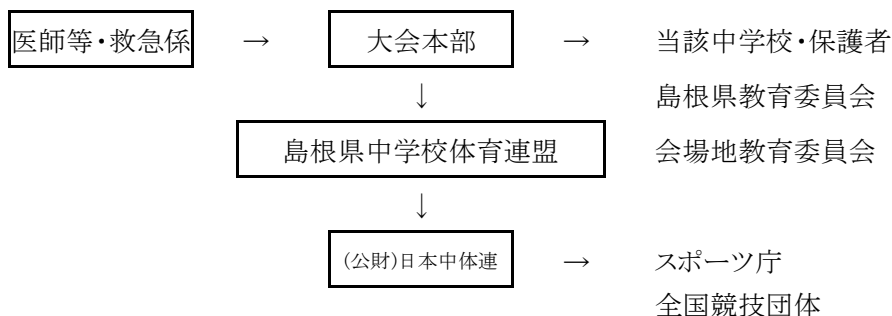 医師等・救急係 → 大会本部 → 当該中学校・保護者
↓ 島根県教育委員会
島根県中学校体育連盟 会場地教育委員会
↓
(公財)日本中体連 → スポーツ庁
全国競技団体